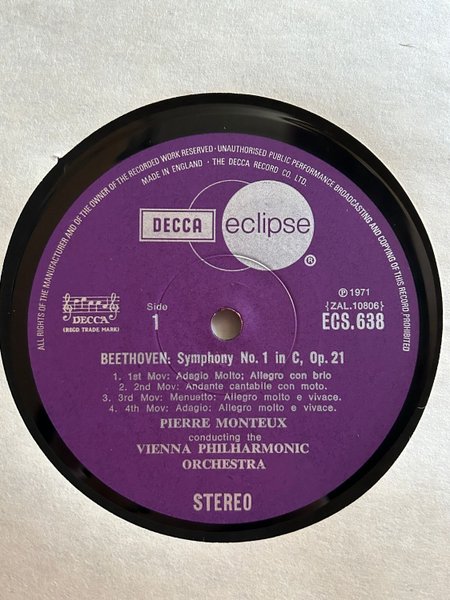 ALL RIGHTS OF THE MANUFACTURER AND OF THE OWNER OF THE RECORDED WORK RESERVED · UNAUTHORISED PUBLIC PERFORMANCE BROADCASTING AND COPYING OF THIS RECORD PROHIBITED
MADE IN ENGLAND · THE DECCA RECORD CO. LTD.
DECCA eclipse ®
DECCA
(REGD. TRADE MARK)
Side
1
℗ 1971
{ZAL.10806}
ECS.638
BEETHOVEN: Symphony No. 1 in C, Op. 21
1. 1st Mov: Adagio Molto; Allegro con brio
2. 2nd Mov: Andante cantabile con moto.
3. 3rd Mov: Menuetto; Allegro molto e vivace.
4. 4th Mov: Adagio; Allegro molto e vivace.
PIERRE MONTEUX
conducting the
VIENNA PHILHARMONIC
ORCHESTRA
STEREO